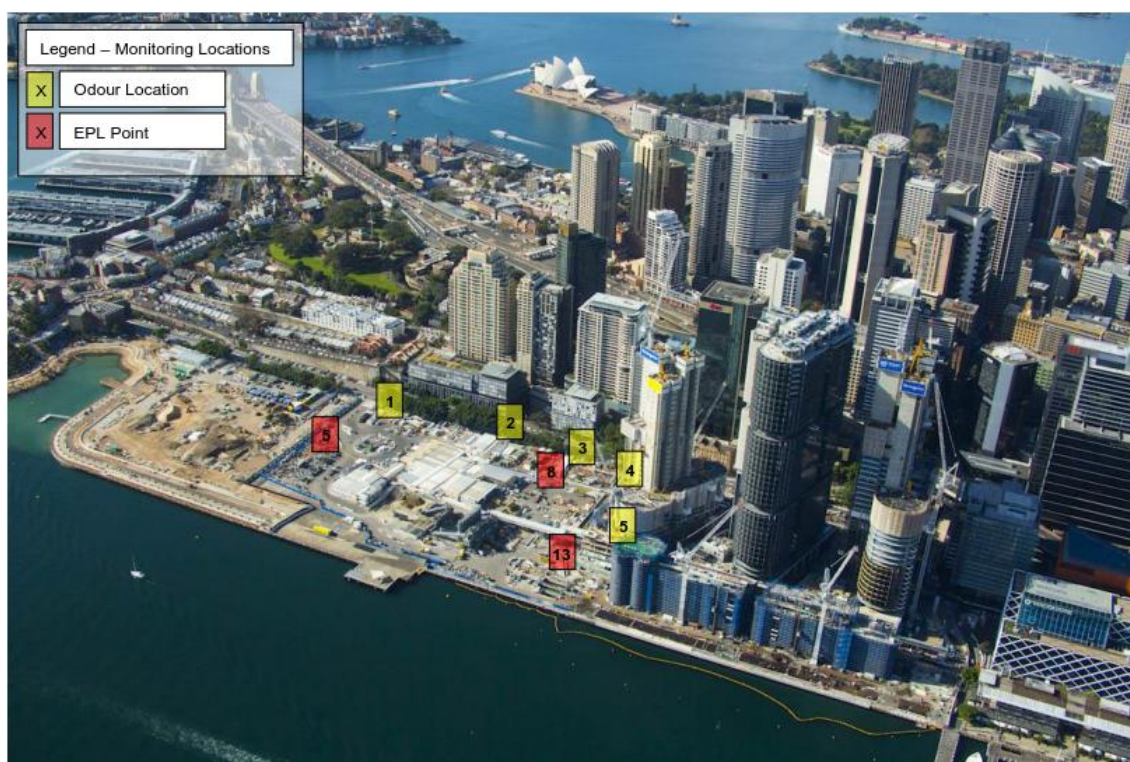 Legend – Monitoring Locations
X Odour Location
X EPL Point
1
2
5
3
8
4
5
13